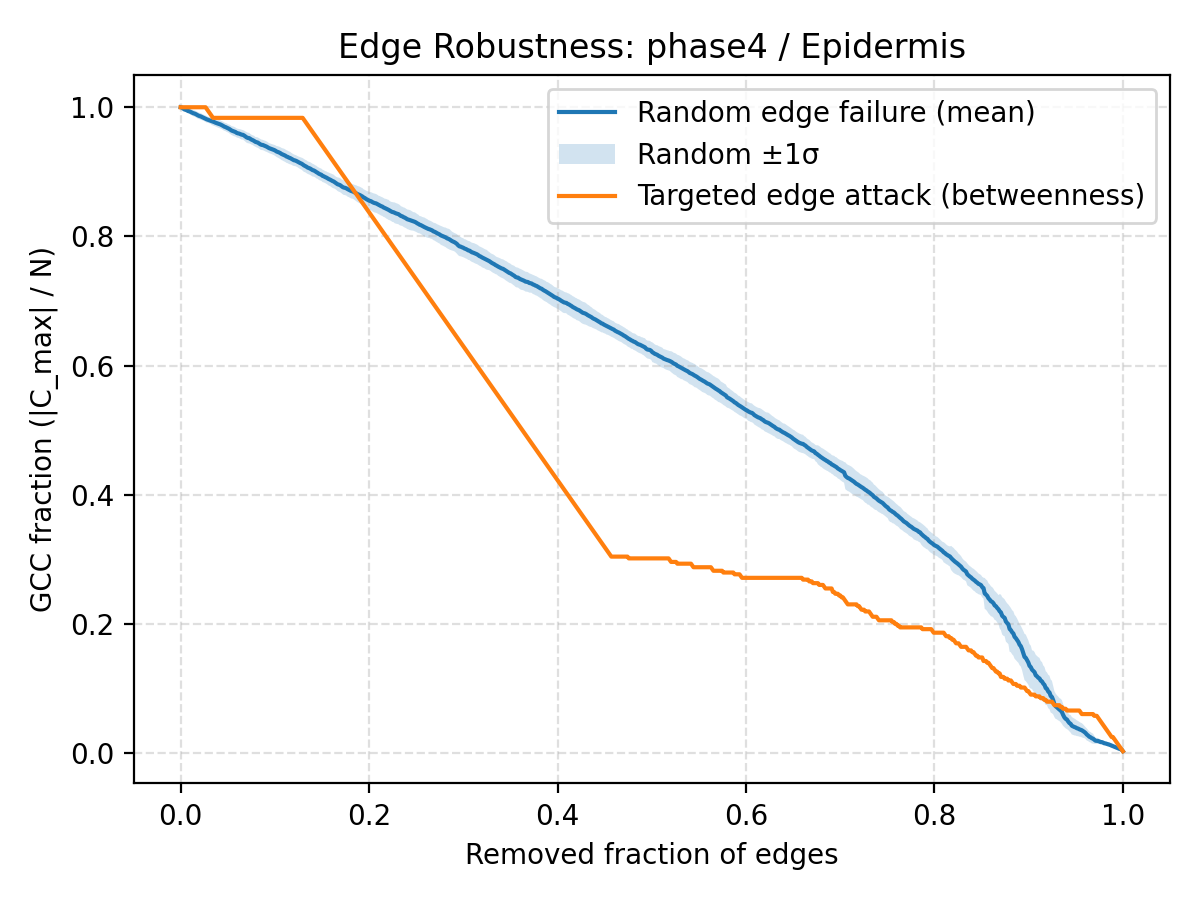 Edge Robustness: phase4 / Epidermis
GCC fraction (|C_max| / N)
1.0
0.8
0.6
0.4
0.2
0.0
Random edge failure (mean)
Random ±1σ
Targeted edge attack (betweenness)
0.0 0.2 0.4 0.6 0.8 1.0
Removed fraction of edges